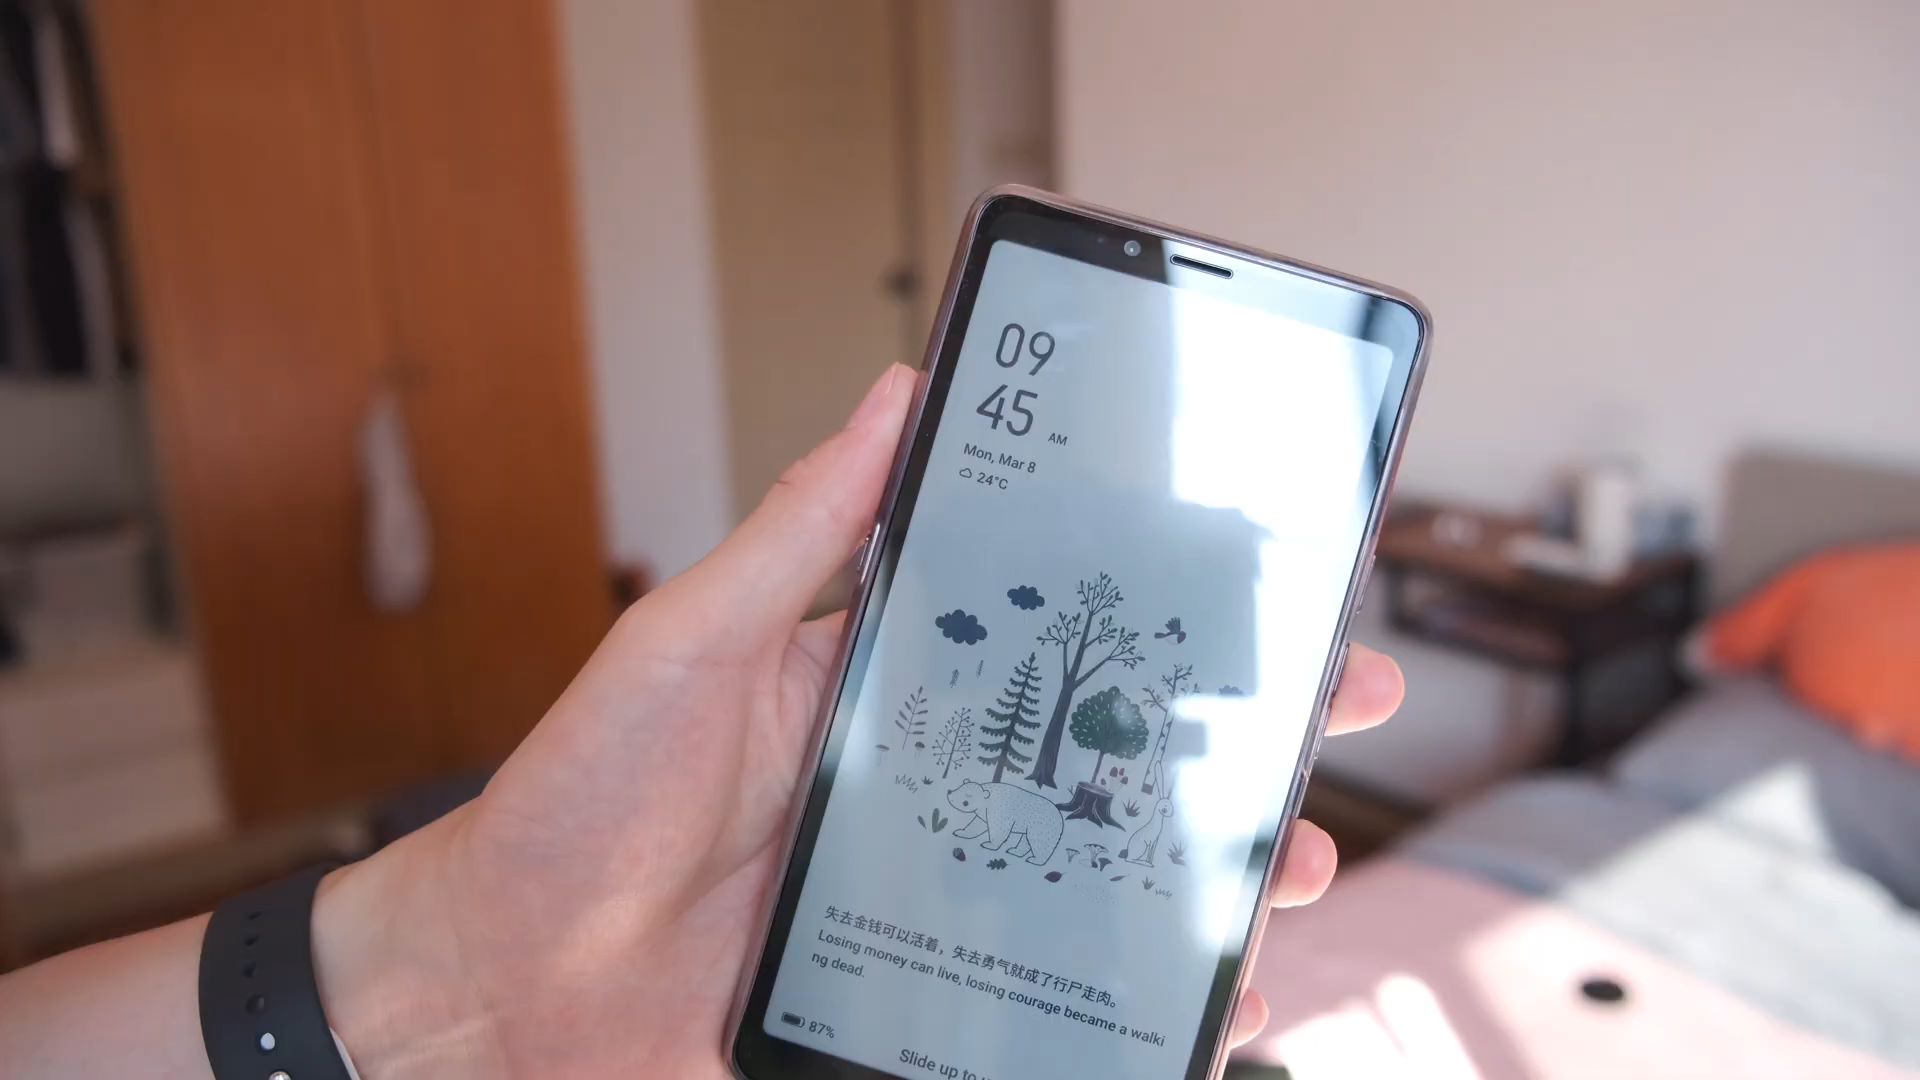 09
45 AM
Mon, Mar 8
24°C
失去金钱可以活着，失去勇气就成了行尸走肉。
Losing money can live, losing courage became a walki
ng dead.
87%
Slide up to